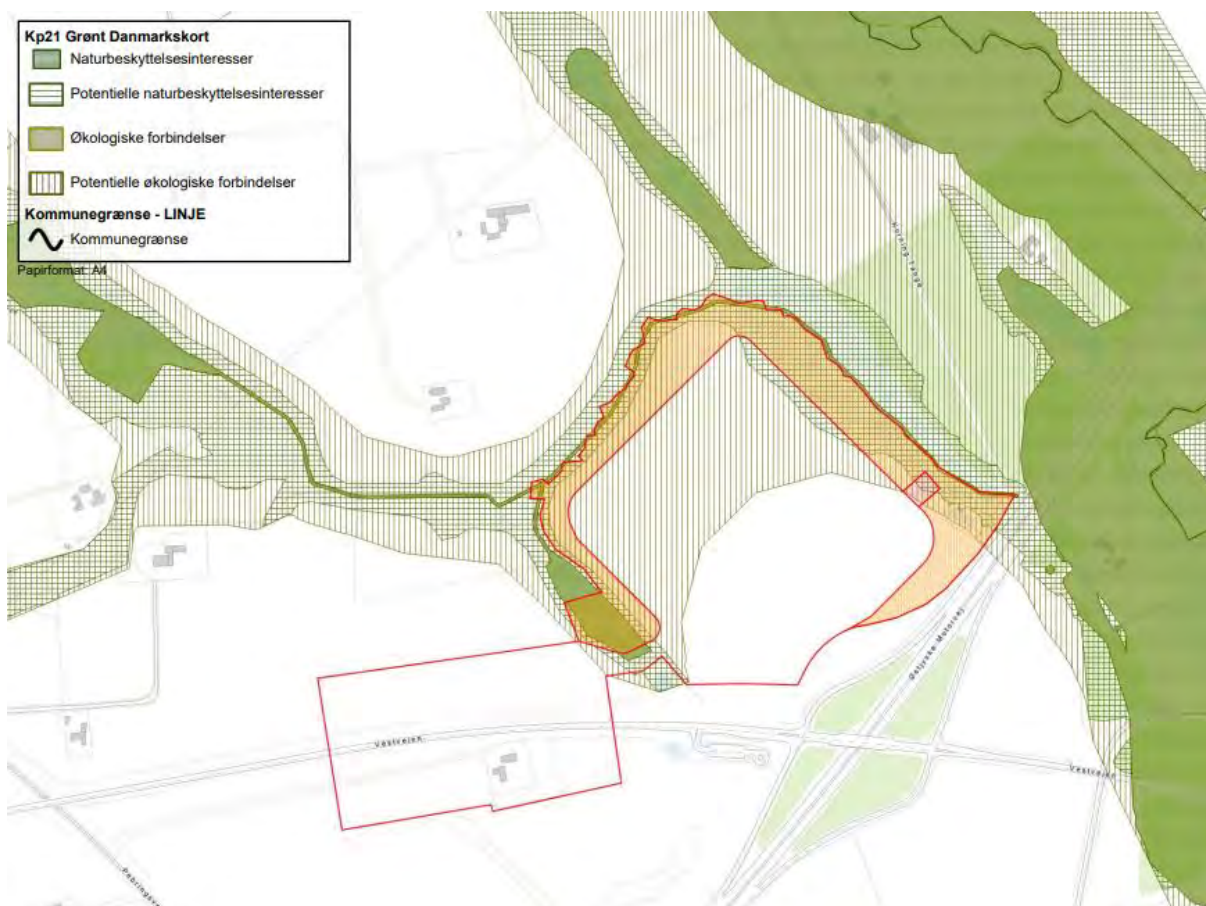 Kp21 Grønt Danmarkskort
Naturbeskyttelsesinteresser
Potentielle naturbeskyttelsesinteresser
Økologiske forbindelser
Potentielle økologiske forbindelser
Kommunegrænse - LINJE
Kommunegrænse
Papirformat: A4
Østjyske Motorvej
Vestvejen
Vestvejen